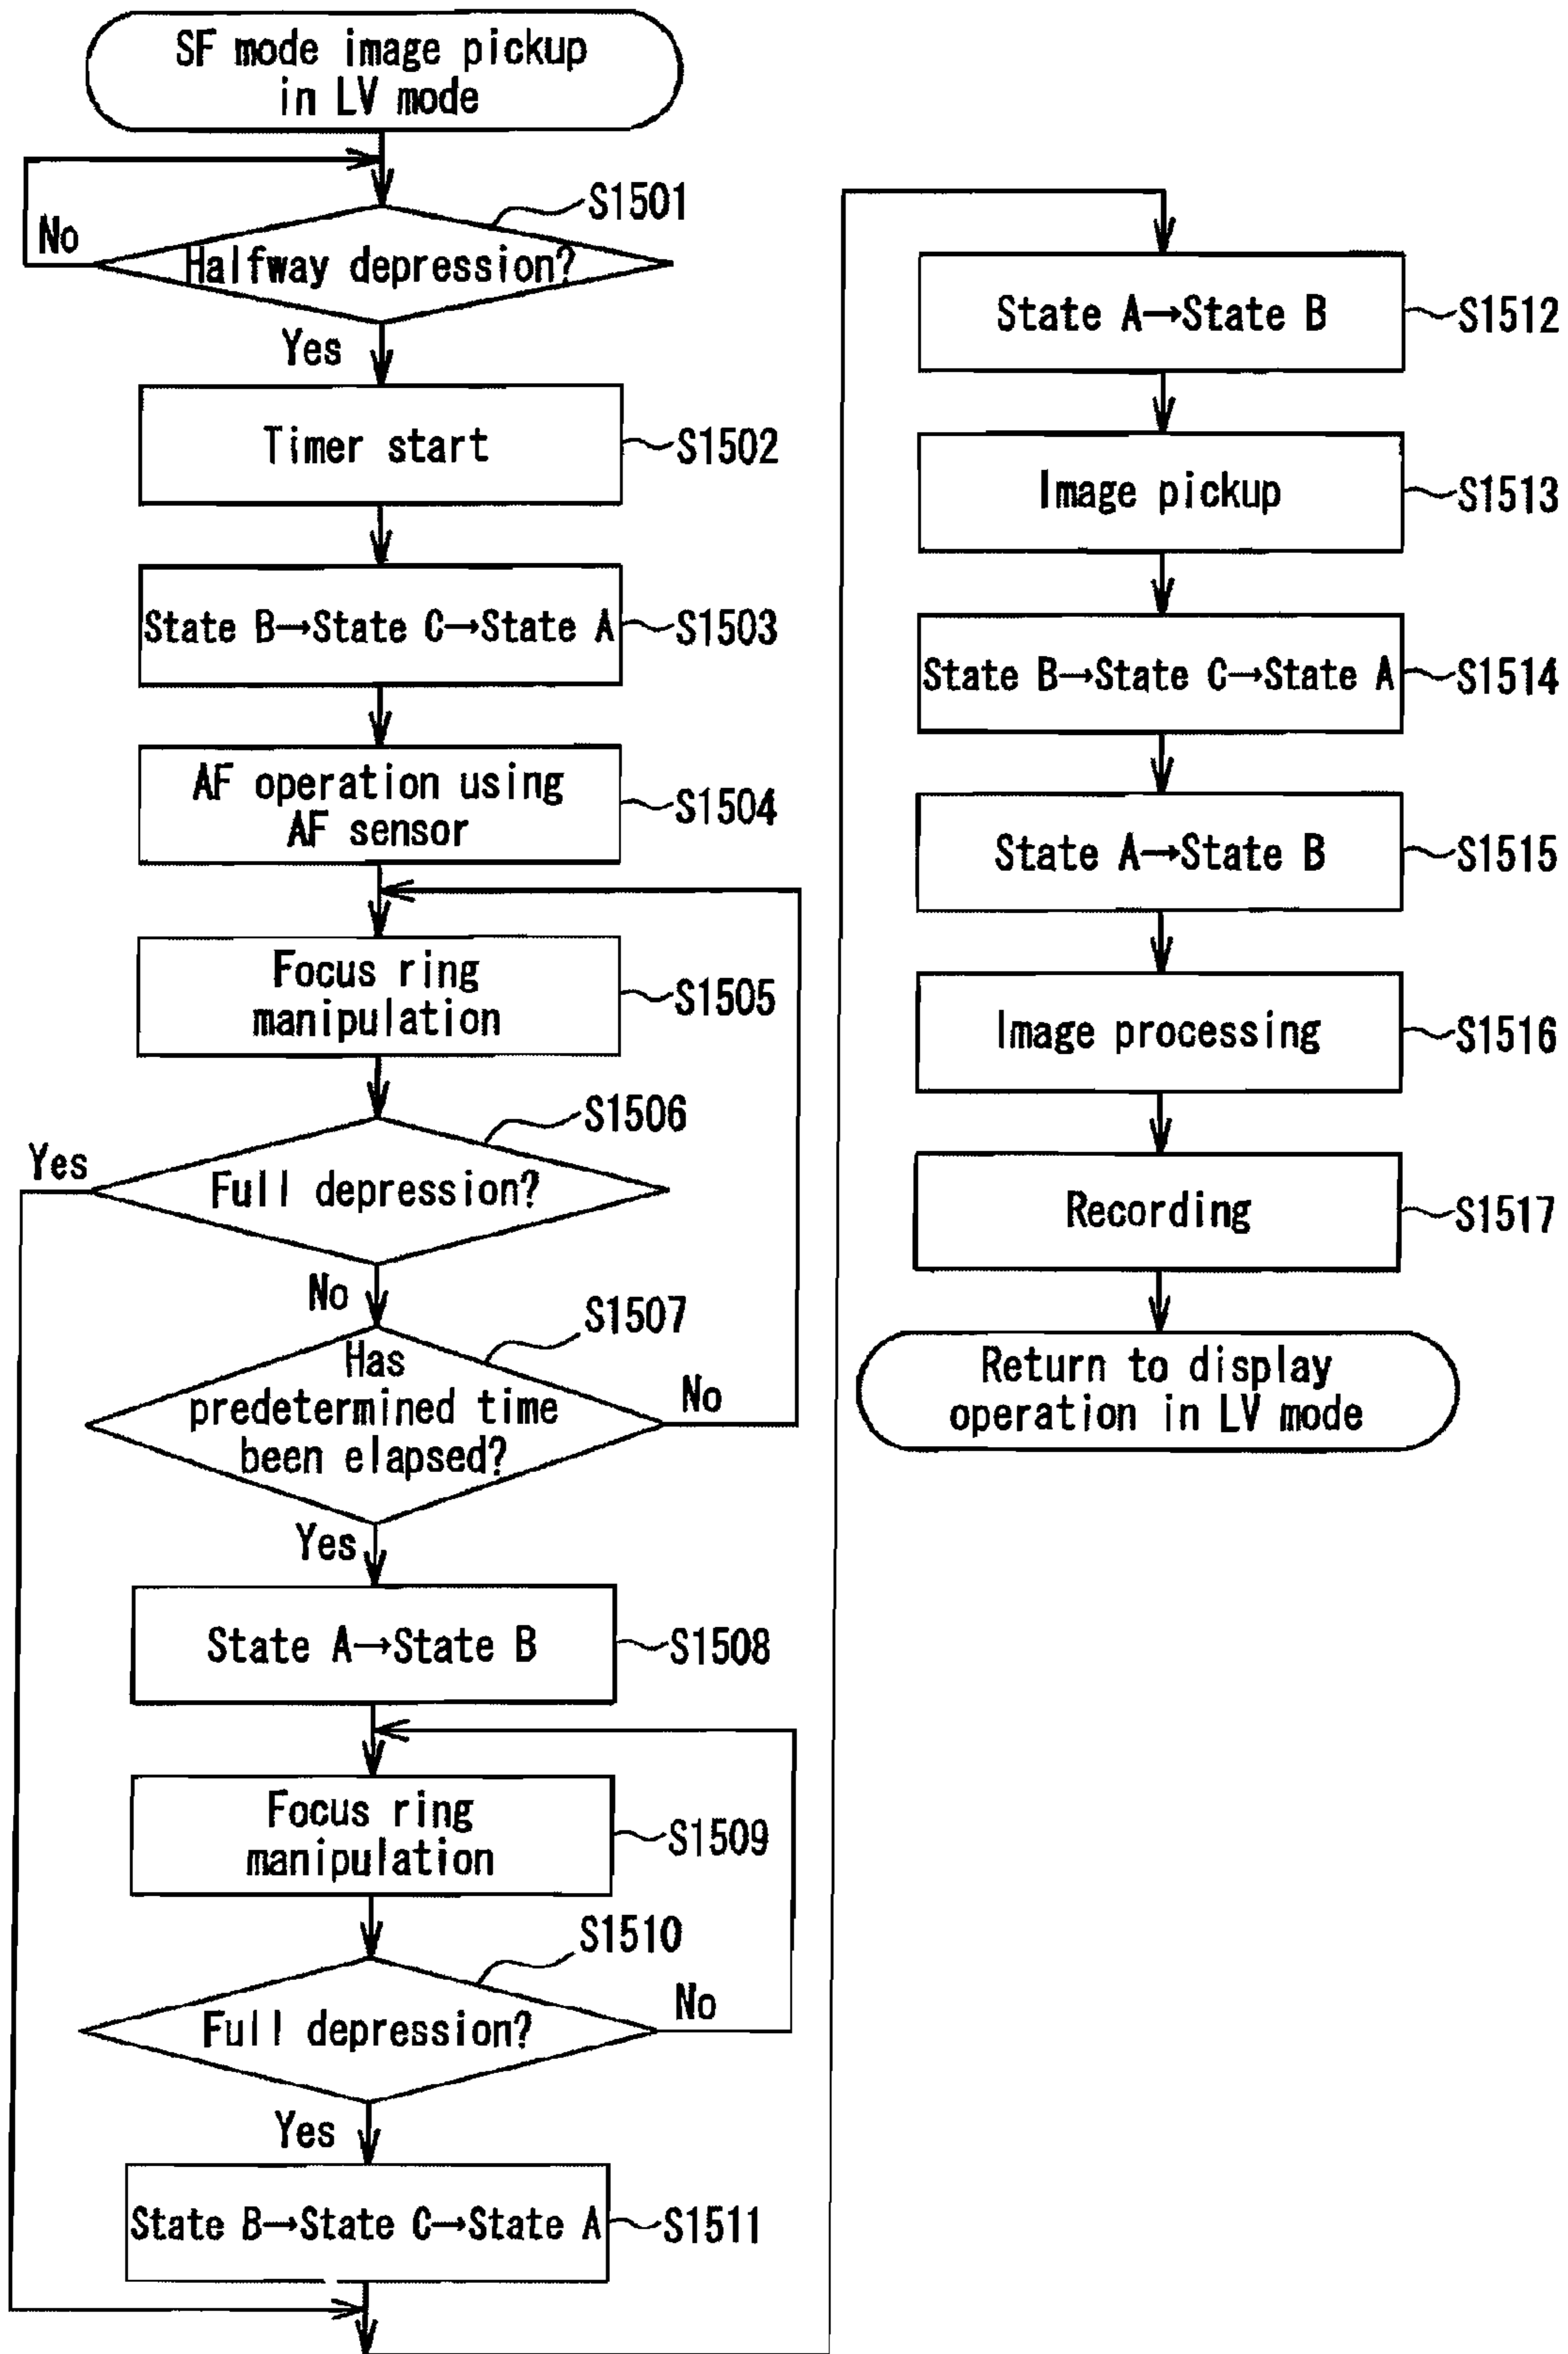 SF mode image pickup
in LV mode
S1501
No
Halfway depression?
Yes
Timer start
S1502
State B→State C→State A
S1503
AF operation using
AF sensor
S1504
Focus ring
manipulation
S1505
S1506
Yes
Full depression?
No
S1507
Has
predetermined time
been elapsed?
No
Yes
State A→State B
S1508
Focus ring
manipulation
S1509
S1510
Full depression?
No
Yes
State B→State C→State A
S1511
State A→State B
S1512
Image pickup
S1513
State B→State C→State A
S1514
State A→State B
S1515
Image processing
S1516
Recording
S1517
Return to display
operation in LV mode